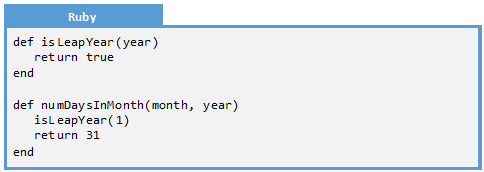 Ruby
def isLeapYear(year)
   return true
end

def numDaysInMonth(month, year)
   isLeapYear(1)
   return 31
end